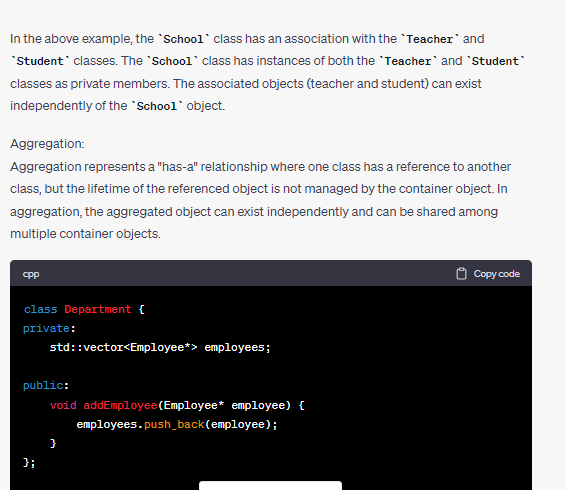 In the above example, the `School` class has an association with the `Teacher` and
`Student` classes. The `School` class has instances of both the `Teacher` and `Student`
classes as private members. The associated objects (teacher and student) can exist
independently of the `School` object.
Aggregation:
Aggregation represents a "has-a" relationship where one class has a reference to another
class, but the lifetime of the referenced object is not managed by the container object. In
aggregation, the aggregated object can exist independently and can be shared among
multiple container objects.
cpp Copy code
class Department {
private:
    std::vector<Employee*> employees;
public:
    void addEmployee(Employee* employee) {
        employees.push_back(employee);
    }
};